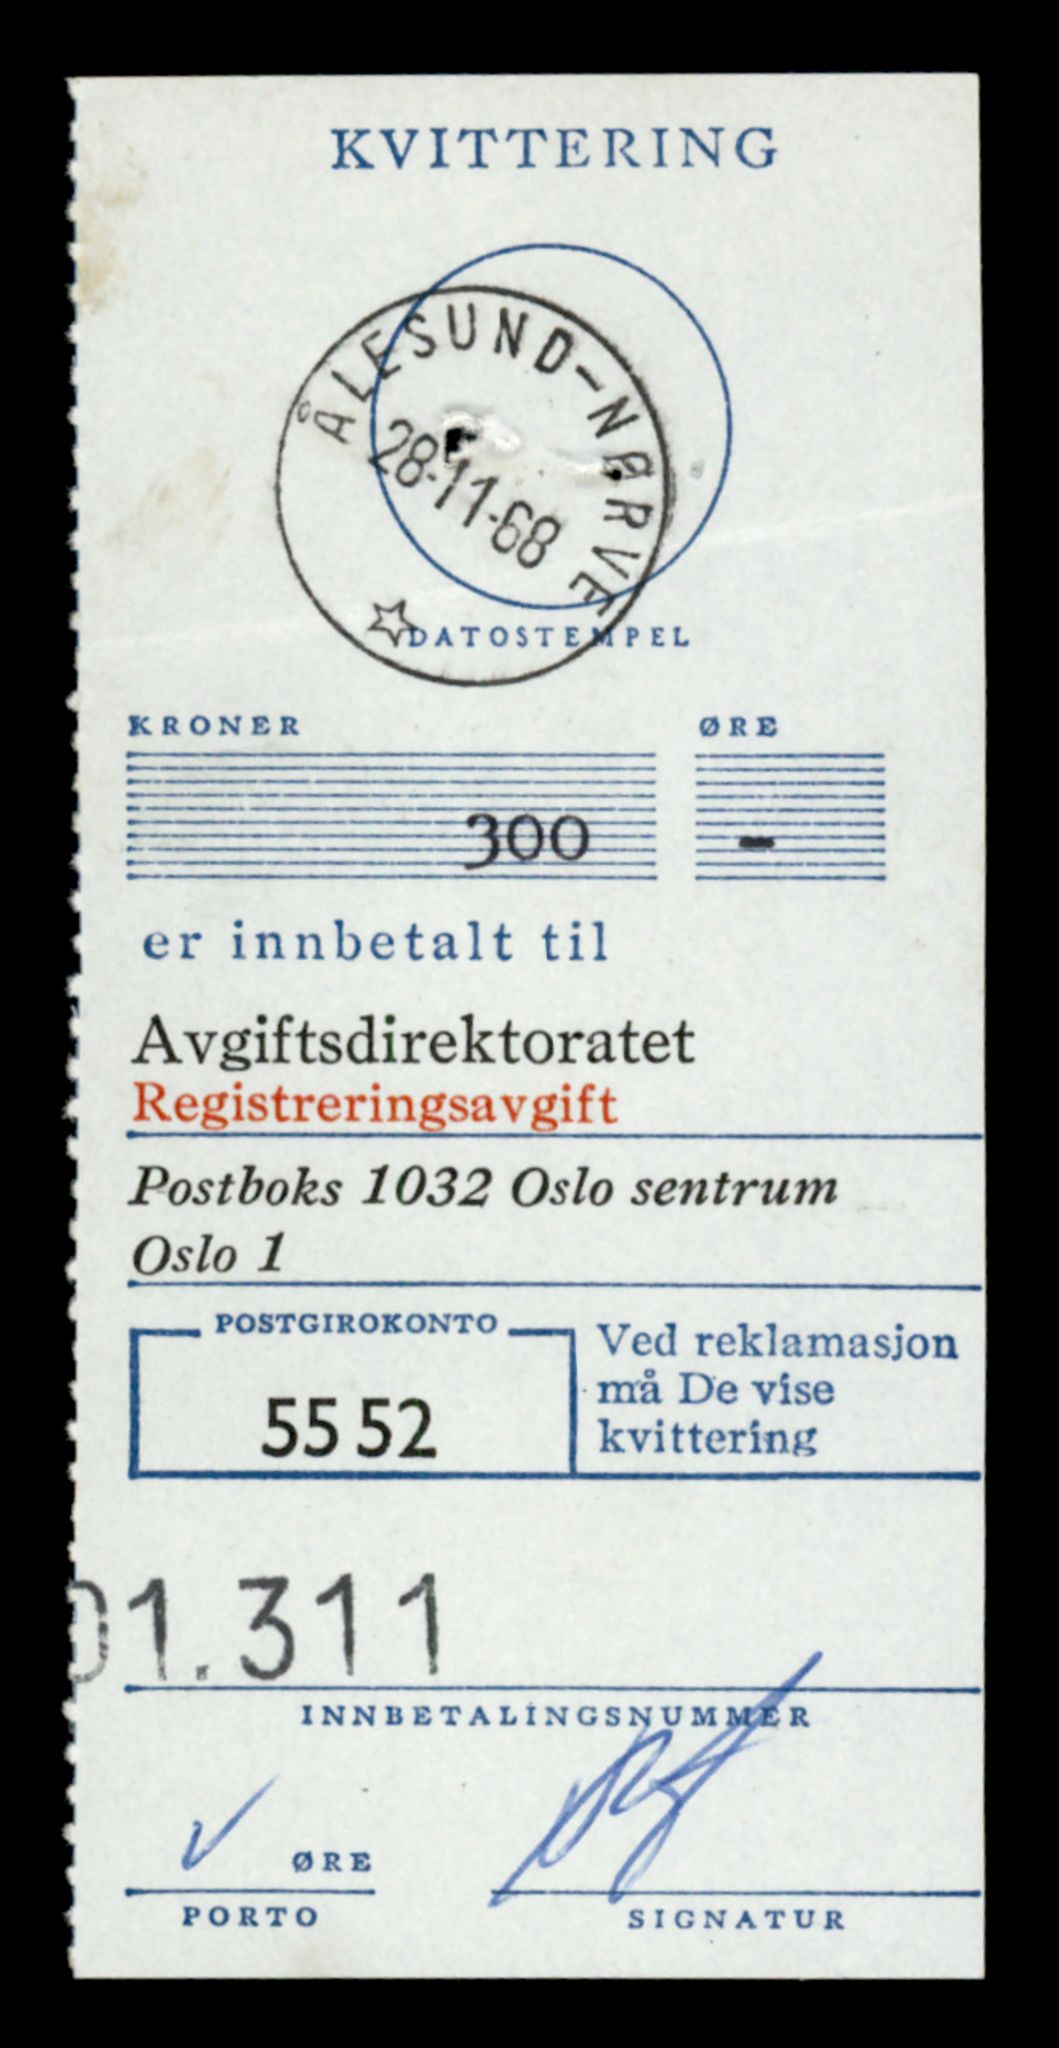 KVITTERING
ÅLESUND-NØRVE
28-11-68
DATOSTEMPEL
KRONER ØRE
300 -
er innbetalt til
Avgiftsdirektoratet
Registreringsavgift
Postboks 1032 Oslo sentrum
Oslo 1
POSTGIROKONTO
55 52
Ved reklamasjon
må De vise
kvittering
01.311
INNBETALINGSNUMMER
ØRE
PORTO SIGNATUR